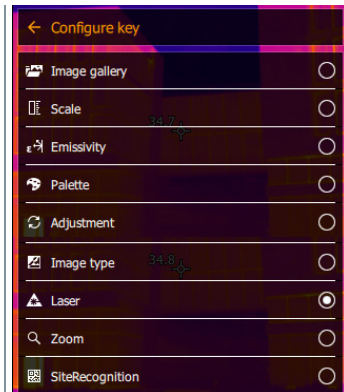 Configure key
Image gallery
Scale
34.7
ε Emissivity
Palette
Adjustment
Image type
34.8
Laser
Zoom
SiteRecognition